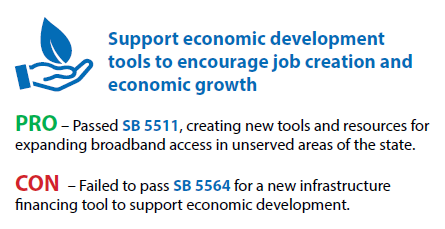 Support economic development
tools to encourage job creation and
economic growth
PRO – Passed SB 5511, creating new tools and resources for
expanding broadband access in unserved areas of the state.
CON – Failed to pass SB 5564 for a new infrastructure
financing tool to support economic development.